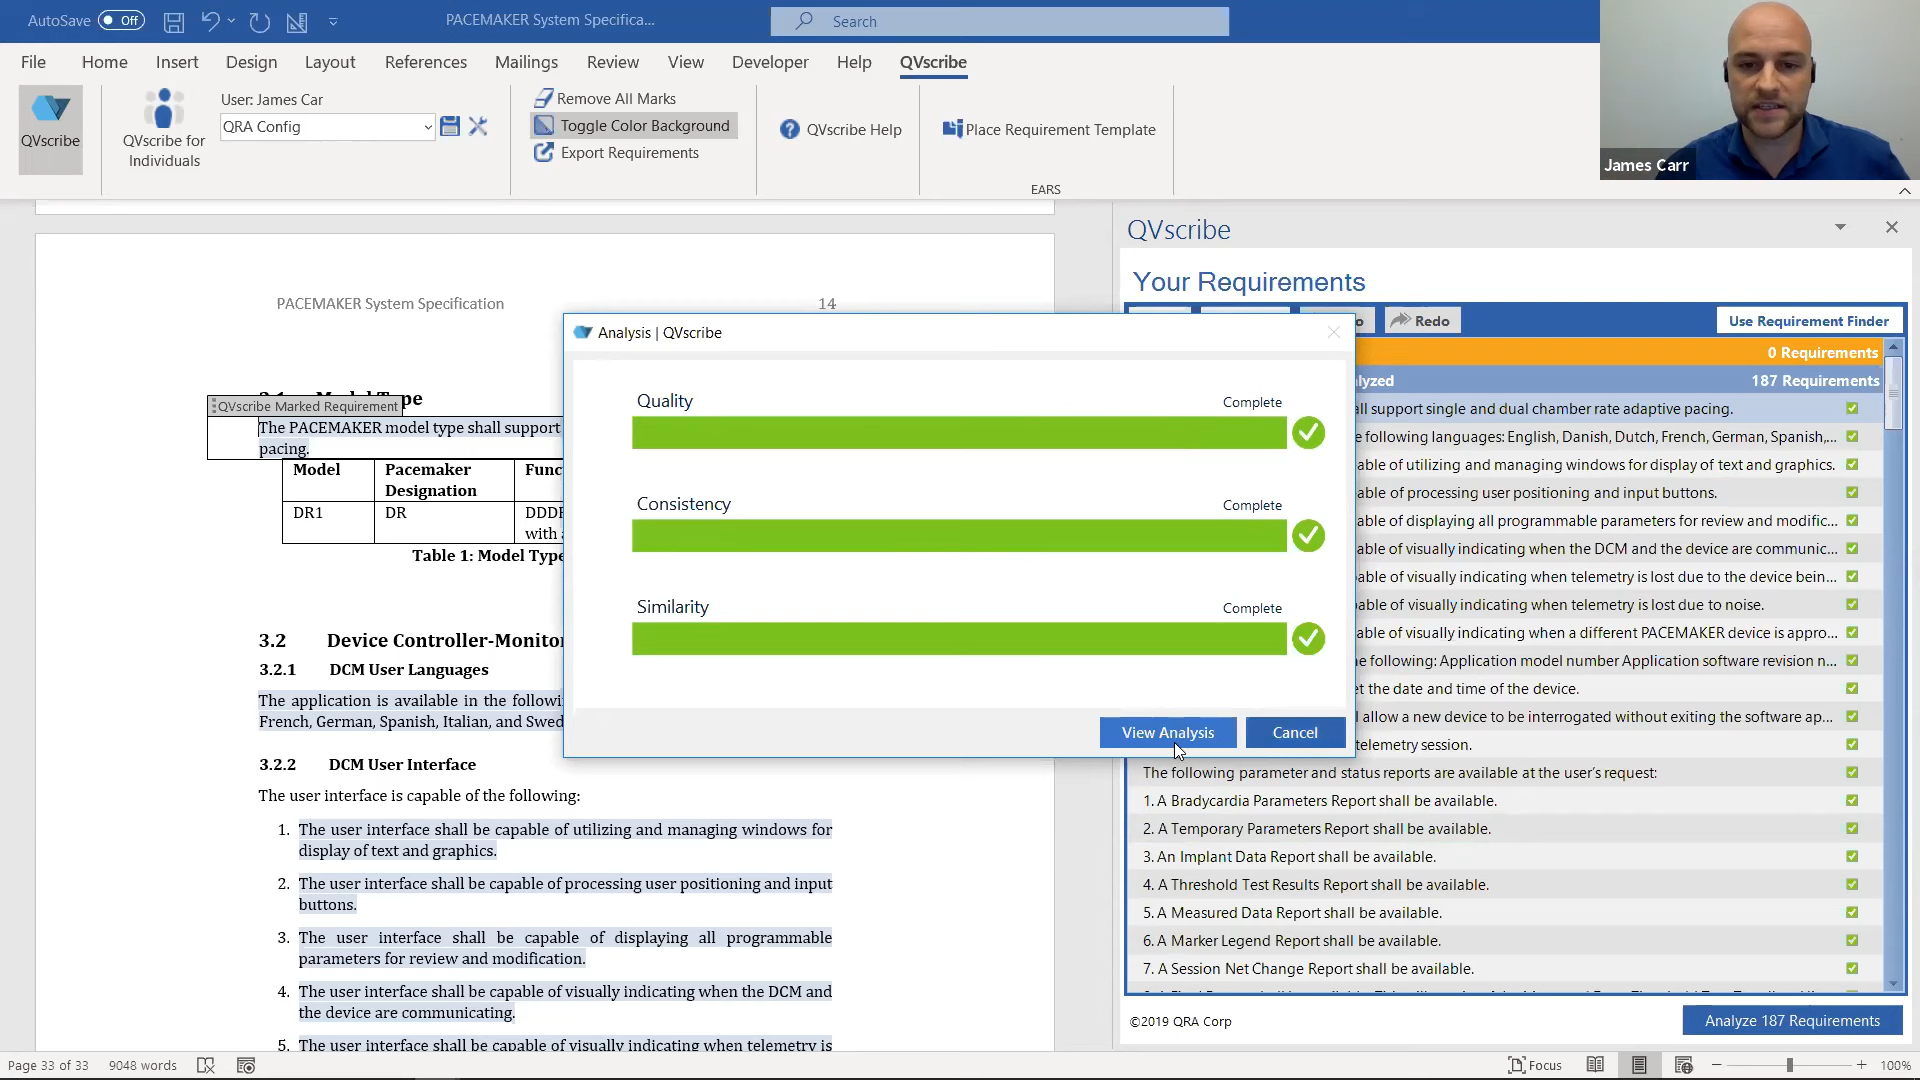 AutoSave Off
PACEMAKER System Specifica...
Search
File Home Insert Design Layout References Mailings Review View Developer Help QVscribe
QVscribe
QVscribe for
Individuals
User: James Car
QRA Config
Remove All Marks
Toggle Color Background
Export Requirements
QVscribe Help
Place Requirement Template
EARS
James Carr
PACEMAKER System Specification 14
QVscribe Marked Requirement
The PACEMAKER model type shall support
pacing.
Model
Pacemaker
Designation
DR1
DR
with
Table 1: Model Type
3.2 Device Controller-Monitor
3.2.1 DCM User Languages
The application is available in the
French, German, Spanish, Italian, and
3.2.2 DCM User Interface
The user interface is capable of the following:
1. The user interface shall be capable of utilizing and managing windows for
display of text and graphics.
2. The user interface shall be capable of processing user positioning and input
buttons.
3. The user interface shall be capable of displaying all programmable
parameters for review and modification.
4. The user interface shall be capable of visually indicating when the DCM and
the device are communicating.
5. The user interface shall be capable of visually indicating when telemetry is
Analysis | QVscribe
Quality Complete
Consistency Complete
Similarity Complete
View Analysis
Cancel
QVscribe
Your Requirements
Redo
Use Requirement Finder
0 Requirements
lyzed 187 Requirements
all support single and dual chamber rate adaptive pacing.
e following languages: English, Danish, Dutch, French, German, Spanish,...
able of utilizing and managing windows for display of text and graphics.
able of processing user positioning and input buttons.
able of displaying all programmable parameters for review and modific...
able of visually indicating when the DCM and the device are communic...
able of visually indicating when telemetry is lost due to the device bein...
able of visually indicating when telemetry is lost due to noise.
able of visually indicating when a different PACEMAKER device is appro...
e following: Application model number Application software revision n...
et the date and time of the device.
l allow a new device to be interrogated without exiting the software ap...
telemetry session.
The following parameter and status reports are available at the user's request:
1. A Bradycardia Parameters Report shall be available.
2. A Temporary Parameters Report shall be available.
3. An Implant Data Report shall be available.
4. A Threshold Test Results Report shall be available.
5. A Measured Data Report shall be available.
6. A Marker Legend Report shall be available.
7. A Session Net Change Report shall be available.
©2019 QRA Corp
Analyze 187 Requirements
Page 33 of 33 9048 words
Focus
100%